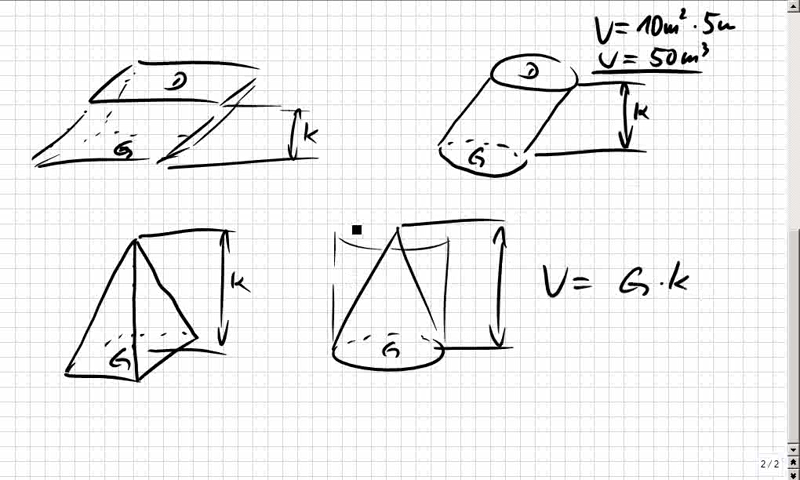 V= 10m² · 5m
V= 50m³
D
G
k
D
G
k
G
k
G
V= G·k
2/2